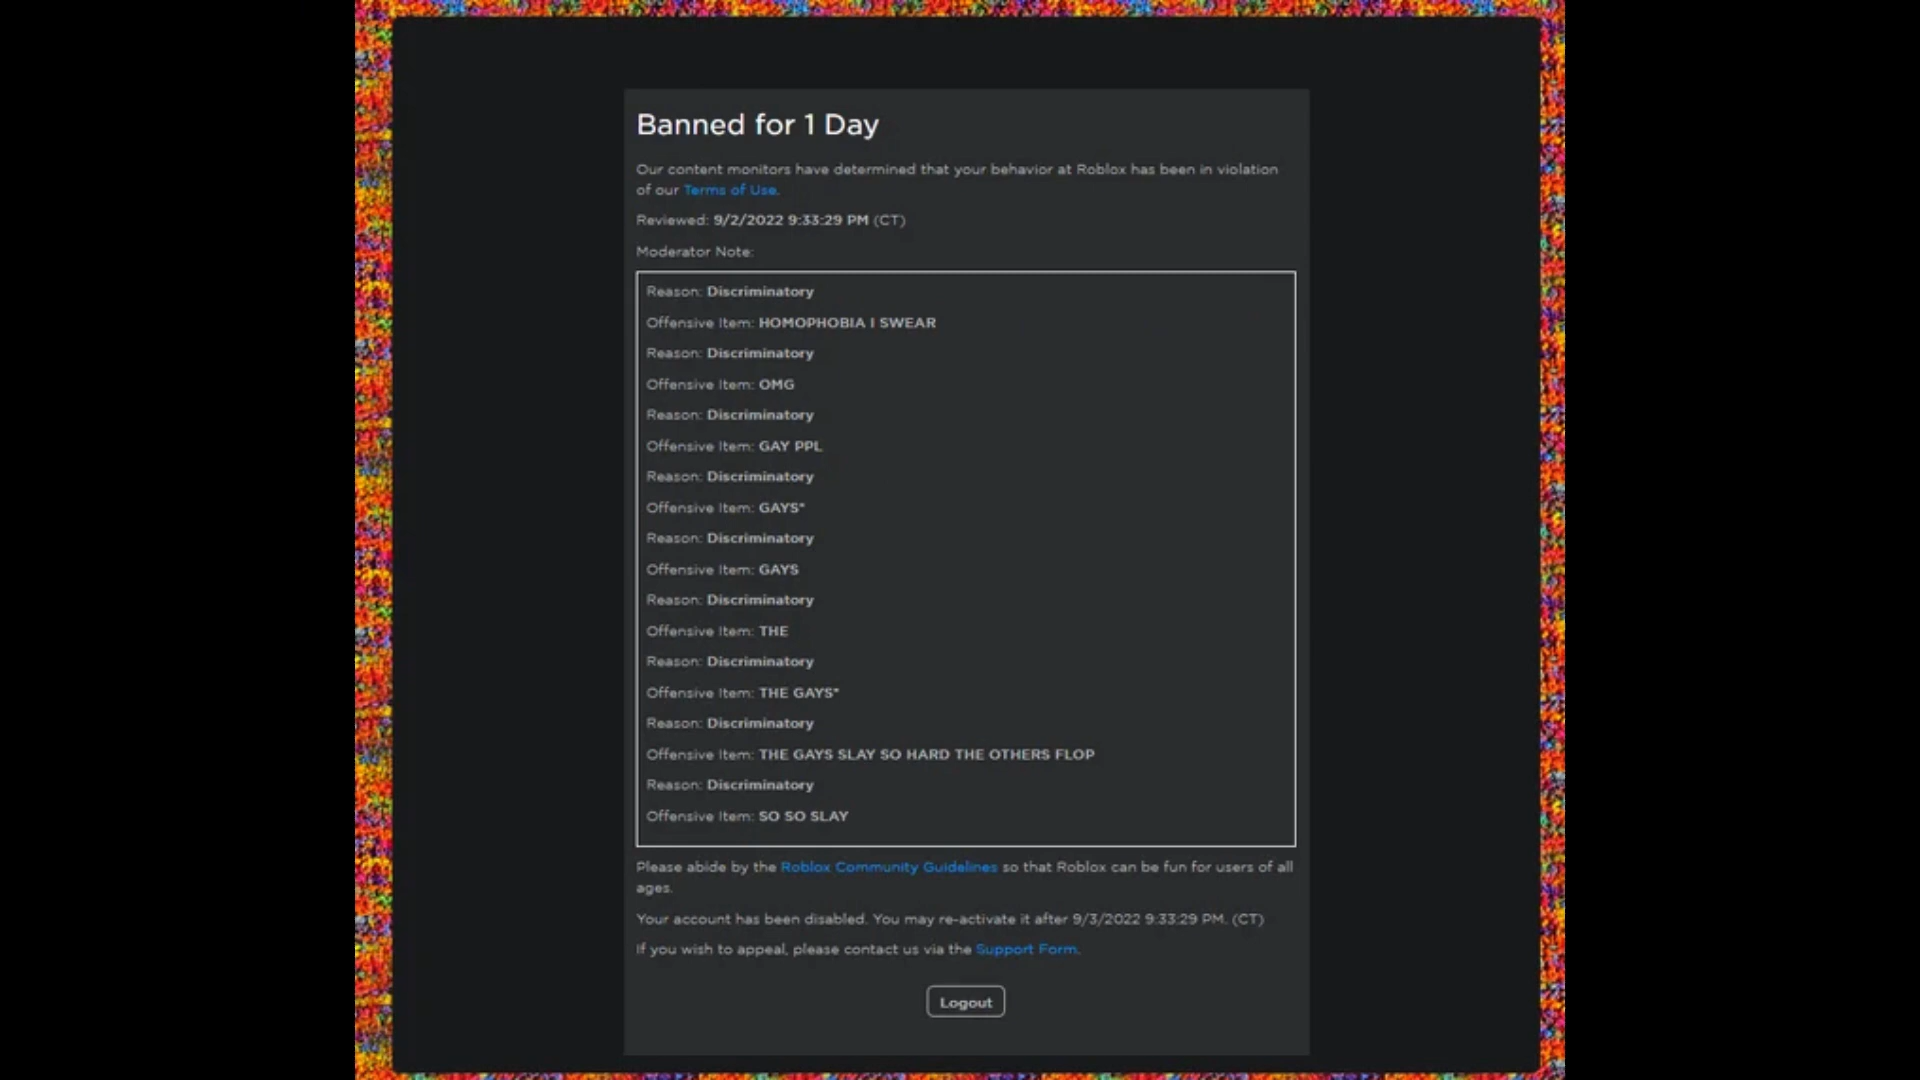 Banned for 1 Day
Our content monitors have determined that your behavior at Roblox has been in violation
of our Terms of Use.
Reviewed: 9/2/2022 9:33:29 PM (CT)
Moderator Note:
Reason: Discriminatory
Offensive Item: HOMOPHOBIA I SWEAR
Reason: Discriminatory
Offensive Item: OMG
Reason: Discriminatory
Offensive Item: GAY PPL
Reason: Discriminatory
Offensive Item: GAYS*
Reason: Discriminatory
Offensive Item: GAYS
Reason: Discriminatory
Offensive Item: THE
Reason: Discriminatory
Offensive Item: THE GAYS*
Reason: Discriminatory
Offensive Item: THE GAYS SLAY SO HARD THE OTHERS FLOP
Reason: Discriminatory
Offensive Item: SO SO SLAY
Please abide by the Roblox Community Guidelines so that Roblox can be fun for users of all
ages.
Your account has been disabled. You may re-activate it after 9/3/2022 9:33:29 PM. (CT)
If you wish to appeal, please contact us via the Support Form.
Logout